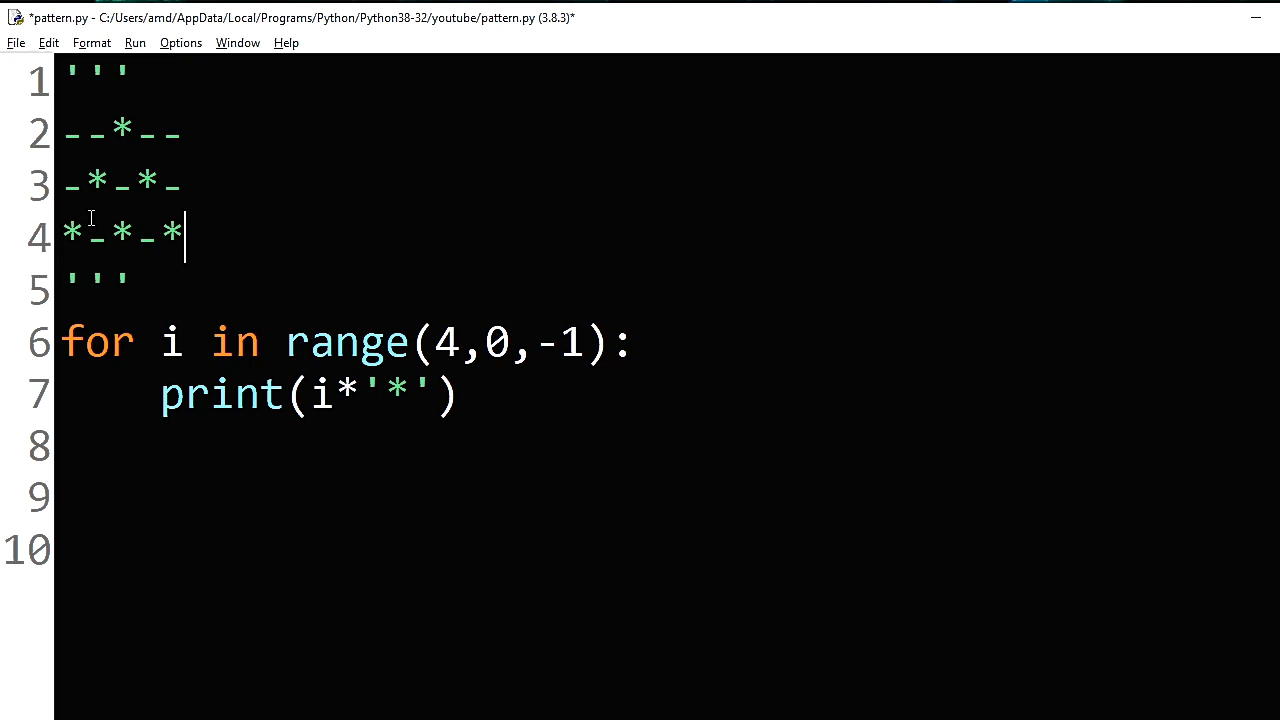 *pattern.py - C:/Users/amd/AppData/Local/Programs/Python/Python38-32/youtube/pattern.py (3.8.3)*
File Edit Format Run Options Window Help
1 '''
2 --*--
3 -*-*-
4 *-*-*
5 '''
6 for i in range(4,0,-1):
7     print(i*'*')
8
9
10